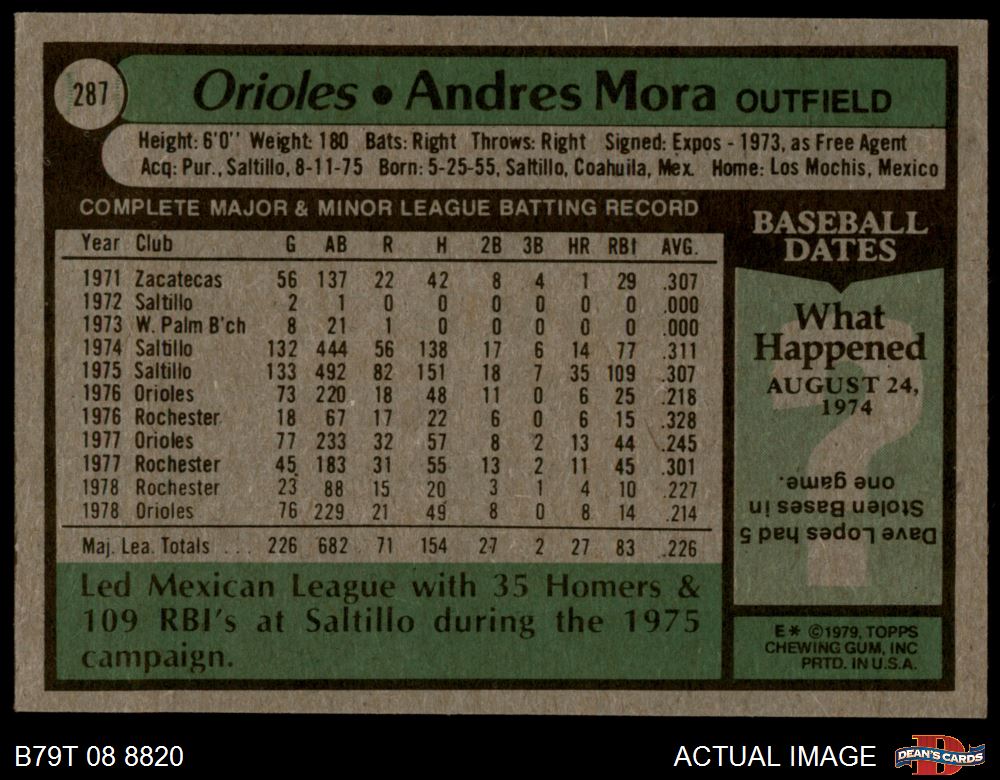 287
Orioles • Andres Mora OUTFIELD
Height: 6'0'' Weight: 180 Bats: Right Throws: Right Signed: Expos - 1973, as Free Agent
Acq: Pur., Saltillo, 8-11-75 Born: 5-25-55, Saltillo, Coahuila, Mex. Home: Los Mochis, Mexico
COMPLETE MAJOR & MINOR LEAGUE BATTING RECORD
Year Club G AB R H 2B 3B HR RBI AVG.
1971 Zacatecas 56 137 22 42 8 4 1 29 .307
1972 Saltillo 2 1 0 0 0 0 0 0 .000
1973 W. Palm B'ch 8 21 1 0 0 0 0 0 .000
1974 Saltillo 132 444 56 138 17 6 14 77 .311
1975 Saltillo 133 492 82 151 18 7 35 109 .307
1976 Orioles 73 220 18 48 11 0 6 25 .218
1976 Rochester 18 67 17 22 6 0 6 15 .328
1977 Orioles 77 233 32 57 8 2 13 44 .245
1977 Rochester 45 183 31 55 13 2 11 45 .301
1978 Rochester 23 88 15 20 3 1 4 10 .227
1978 Orioles 76 229 21 49 8 0 8 14 .214
Maj. Lea. Totals ... 226 682 71 154 27 2 27 83 .226
Led Mexican League with 35 Homers &
109 RBI's at Saltillo during the 1975
campaign.
BASEBALL
DATES
What
Happened
AUGUST 24,
1974
Dave Lopes had 5
Stolen Bases in
one game.
E* ©1979, TOPPS
CHEWING GUM, INC
PRTD. IN U.S.A.
B79T 08 8820
ACTUAL IMAGE
D
DEAN'S CARDS